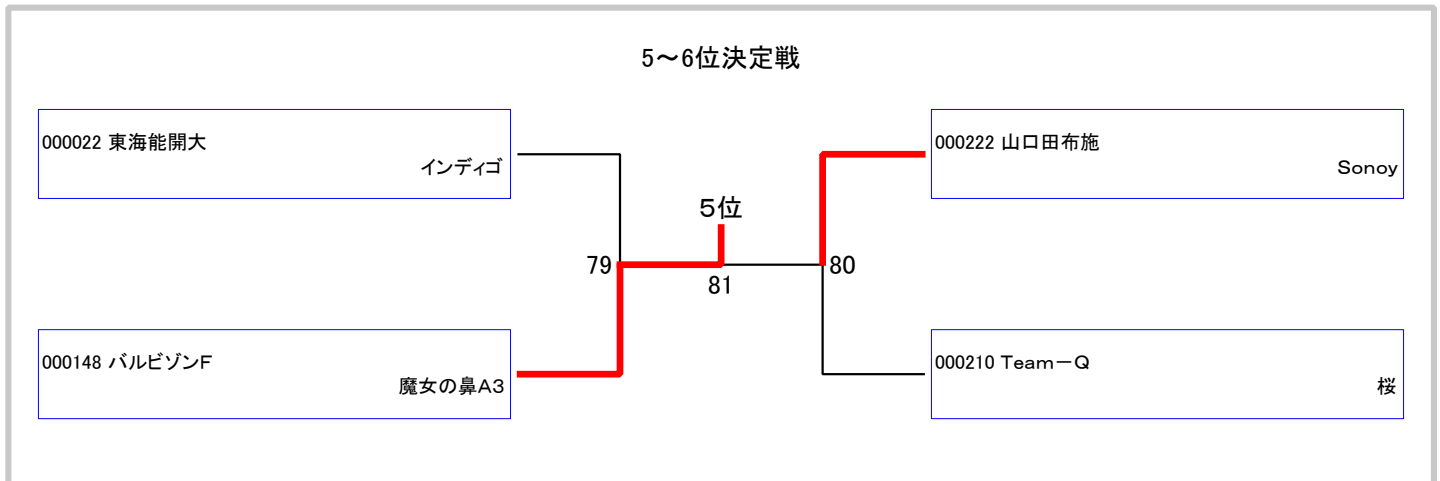 5～6位決定戦
000022 東海能開大
インディゴ
000222 山口田布施
Sonoy
5位
79
81
80
000148 バルビゾンF
魔女の鼻A3
000210 Team－Q
桜